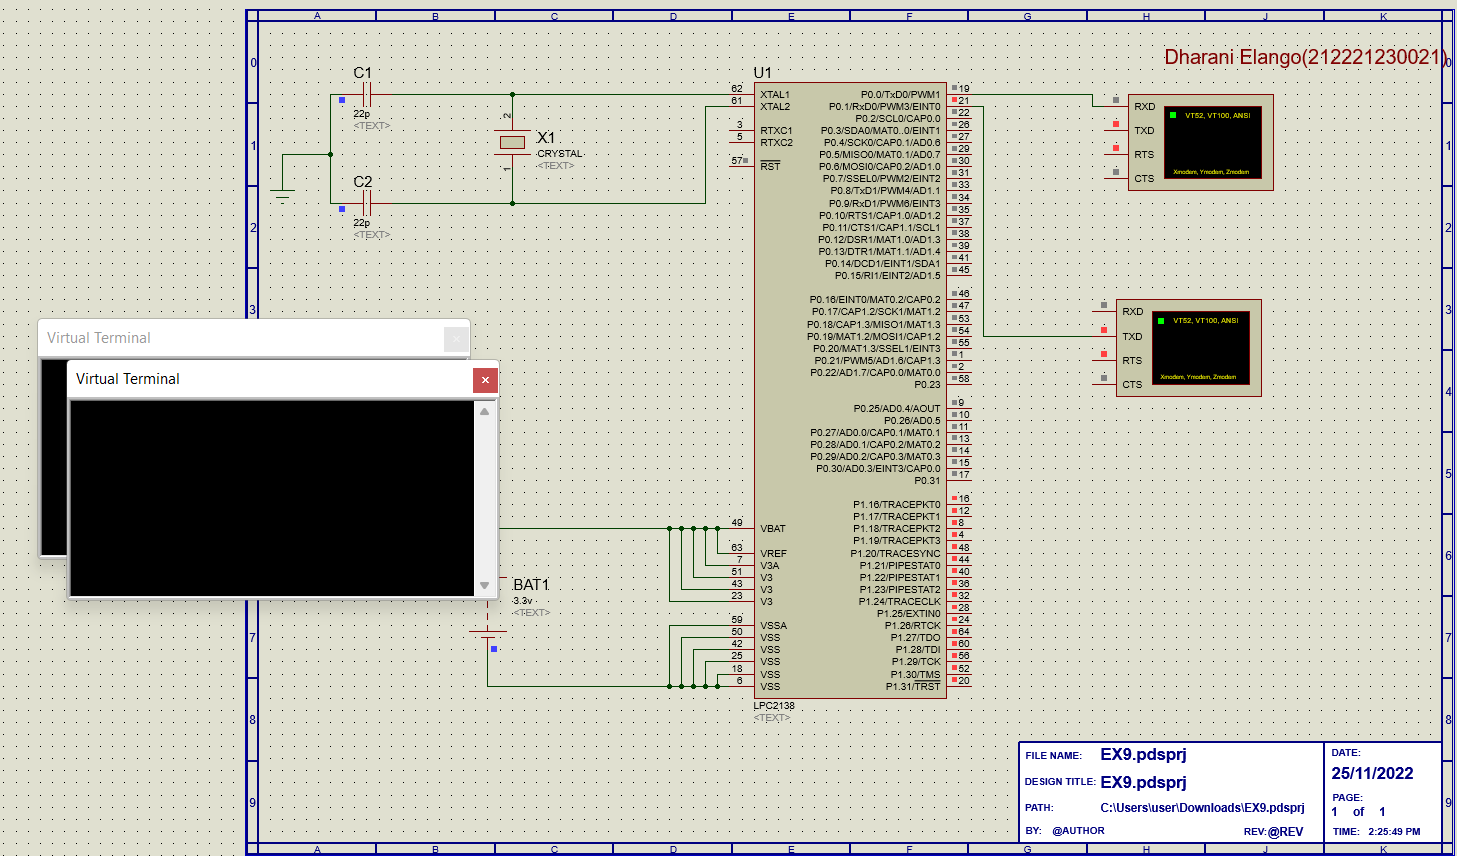 A B C D E F G H J K
Dharani Elango(212221230021)
0 0
C1
22p
<TEXT>
U1
62 XTAL1
61 XTAL2
3 RTXC1
5 RTXC2
57 RST
P0.0/TxD0/PWM1 19
P0.1/RxD0/PWM3/EINT0 21
P0.2/SCL0/CAP0.0 22
P0.3/SDA0/MAT0..0/EINT1 26
P0.4/SCK0/CAP0.1/AD0.6 27
P0.5/MISO0/MAT0.1/AD0.7 29
P0.6/MOSI0/CAP0.2/AD1.0 30
P0.7/SSEL0/PWM2/EINT2 31
P0.8/TxD1/PWM4/AD1.1 33
P0.9/RxD1/PWM6/EINT3 34
P0.10/RTS1/CAP1.0/AD1.2 35
P0.11/CTS1/CAP1.1/SCL1 37
P0.12/DSR1/MAT1.0/AD1.3 38
P0.13/DTR1/MAT1.1/AD1.4 39
P0.14/DCD1/EINT1/SDA1 41
P0.15/RI1/EINT2/AD1.5 45
P0.16/EINT0/MAT0.2/CAP0.2 46
P0.17/CAP1.2/SCK1/MAT1.2 47
P0.18/CAP1.3/MISO1/MAT1.3 53
P0.19/MAT1.2/MOSI1/CAP1.2 54
P0.20/MAT1.3/SSEL1/EINT3 55
P0.21/PWM5/AD1.6/CAP1.3 1
P0.22/AD1.7/CAP0.0/MAT0.0 2
P0.23 58
P0.25/AD0.4/AOUT 9
P0.26/AD0.5 10
P0.27/AD0.0/CAP0.1/MAT0.1 11
P0.28/AD0.1/CAP0.2/MAT0.2 13
P0.29/AD0.2/CAP0.3/MAT0.3 14
P0.30/AD0.3/EINT3/CAP0.0 15
P0.31 17
P1.16/TRACEPKT0 16
P1.17/TRACEPKT1 12
P1.18/TRACEPKT2 8
P1.19/TRACEPKT3 4
P1.20/TRACESYNC 48
P1.21/PIPESTAT0 44
P1.22/PIPESTAT1 40
P1.23/PIPESTAT2 36
P1.24/TRACECLK 32
P1.25/EXTIN0 28
P1.26/RTCK 24
P1.27/TDO 64
P1.28/TDI 60
P1.29/TCK 56
P1.30/TMS 52
P1.31/TRST 20
RXD
TXD
RTS
CTS
VT52, VT100, ANSI
Xmodem, Ymodem, Zmodem
1 1
2
X1
CRYSTAL
<TEXT>
1
C2
22p
<TEXT>
2 2
3 3
RXD
TXD
RTS
CTS
VT52, VT100, ANSI
Xmodem, Ymodem, Zmodem
Virtual Terminal
Virtual Terminal
4
5
6
49 VBAT
63 VREF
7 V3A
51 V3
43 V3
23 V3
59 VSSA
50 VSS
42 VSS
25 VSS
18 VSS
6 VSS
BAT1
3.3v
<TEXT>
7 7
LPC2138
<TEXT>
8 8
FILE NAME: EX9.pdsprj
DESIGN TITLE: EX9.pdsprj
PATH: C:\Users\user\Downloads\EX9.pdsprj
BY: @AUTHOR REV:@REV
DATE:
25/11/2022
PAGE:
1 of 1
TIME: 2:25:49 PM
9 9
A B C D E F G H J K